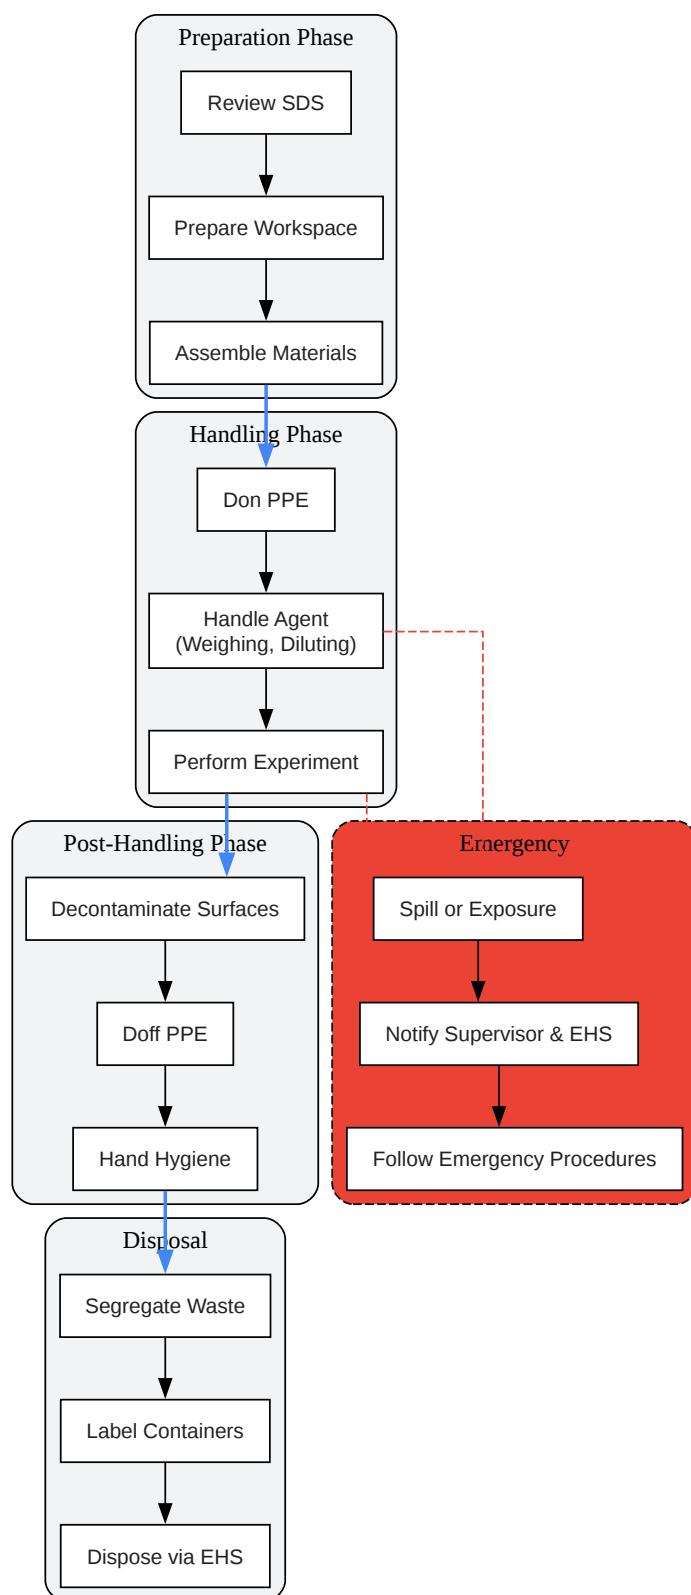 Preparation Phase
Review SDS
Prepare Workspace
Assemble Materials
Handling Phase
Don PPE
Handle Agent
(Weighing, Diluting)
Perform Experiment
Post-Handling Phase
Decontaminate Surfaces
Doff PPE
Hand Hygiene
Emergency
Spill or Exposure
Notify Supervisor & EHS
Follow Emergency Procedures
Disposal
Segregate Waste
Label Containers
Dispose via EHS